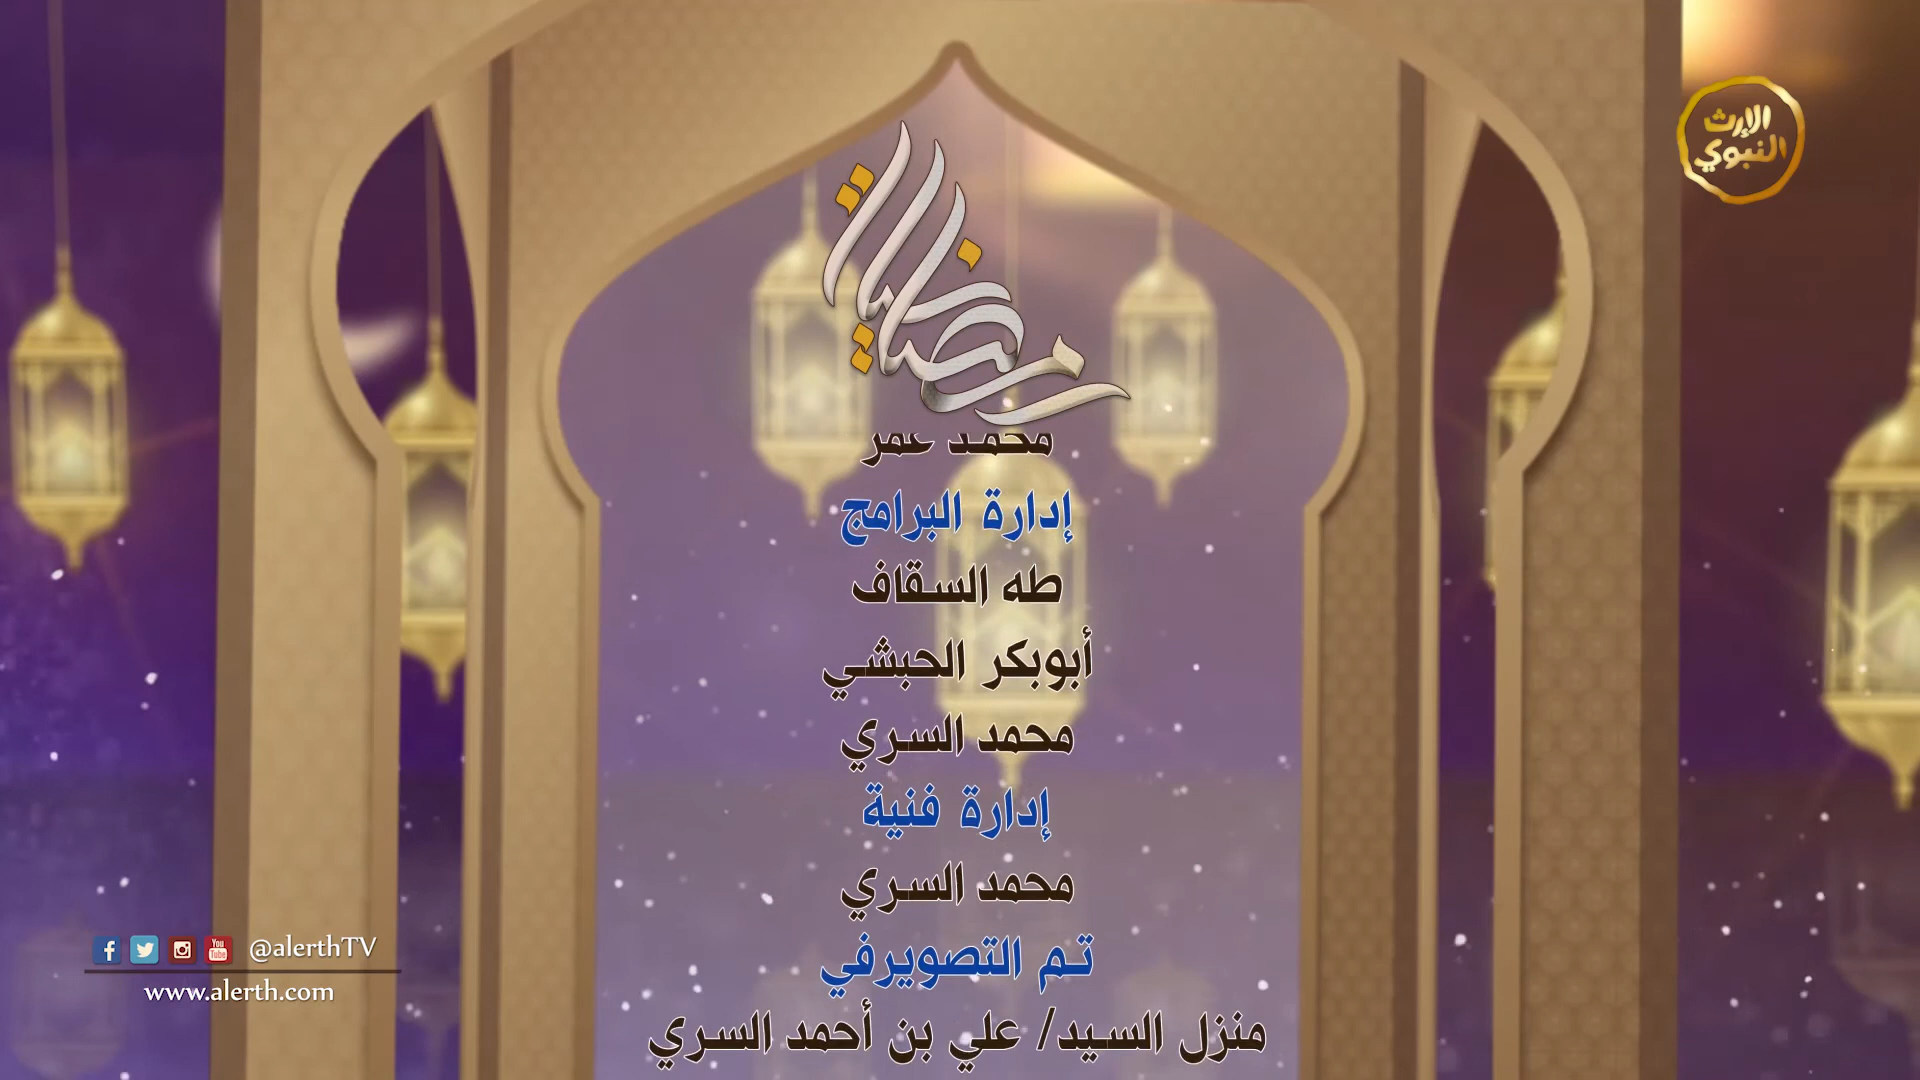 الإرث
النبوي
رمضانيات
محمد عمر
إدارة البرامج
طه السقاف
أبوبكر الحبشي
محمد السري
إدارة فنية
محمد السري
تم التصويرفي
منزل السيد/ علي بن أحمد السري
@alerthTV
www.alerth.com